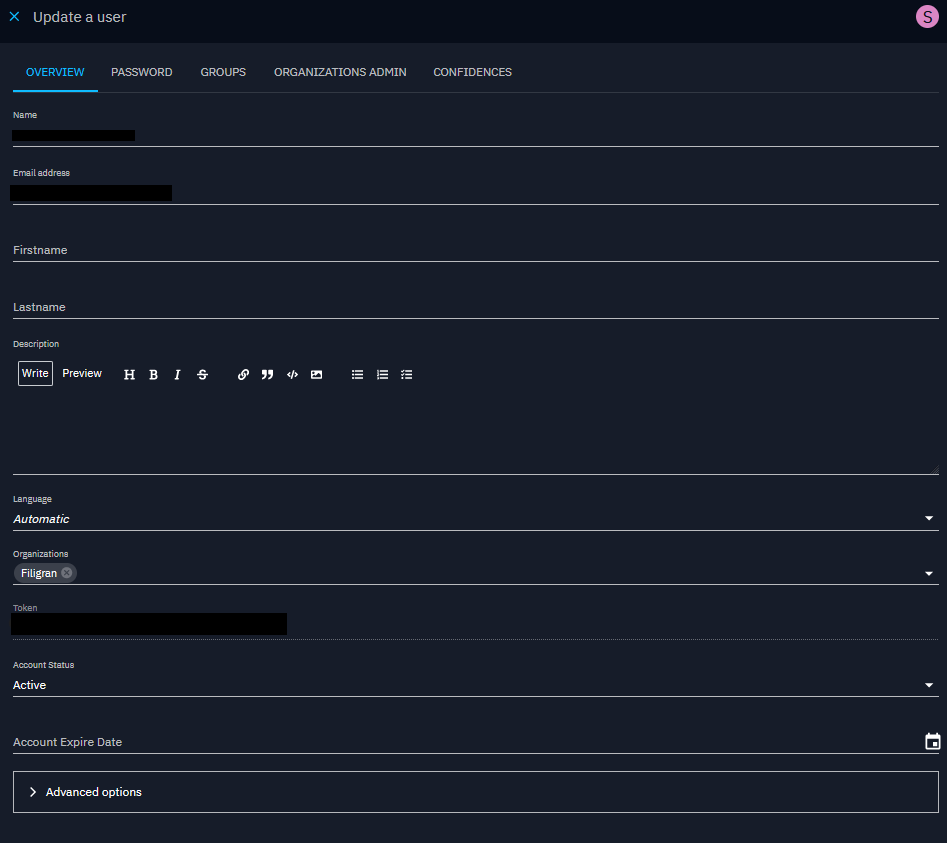 Update a user
S
OVERVIEW PASSWORD GROUPS ORGANIZATIONS ADMIN CONFIDENCES
Name
Email address
Firstname
Lastname
Description
Write Preview H B I S
Language
Automatic
Organizations
Filigran
Token
Account Status
Active
Account Expire Date
Advanced options